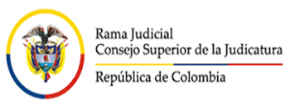 Rama Judicial
Consejo Superior de la Judicatura
República de Colombia